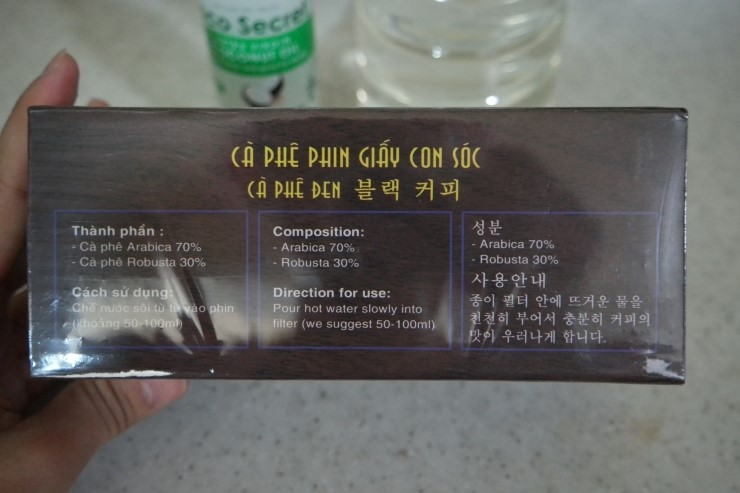 co Secret
COCONUT OIL
CÀ PHÊ PHIN GIẤY CON SÓC
CÀ PHÊ ĐEN 블랙 커피
Thành phần :
- Cà phê Arabica 70%
- Cà phê Robusta 30%
Cách sử dụng:
Chế nước sôi từ từ vào phin
(khoảng 50-100ml)
Composition:
- Arabica 70%
- Robusta 30%
Direction for use:
Pour hot water slowly into
filter (we suggest 50-100ml)
성분
- Arabica 70%
- Robusta 30%
사용안내
종이 필터 안에 뜨거운 물을
천천히 부어서 충분히 커피의
맛이 우러나게 합니다.